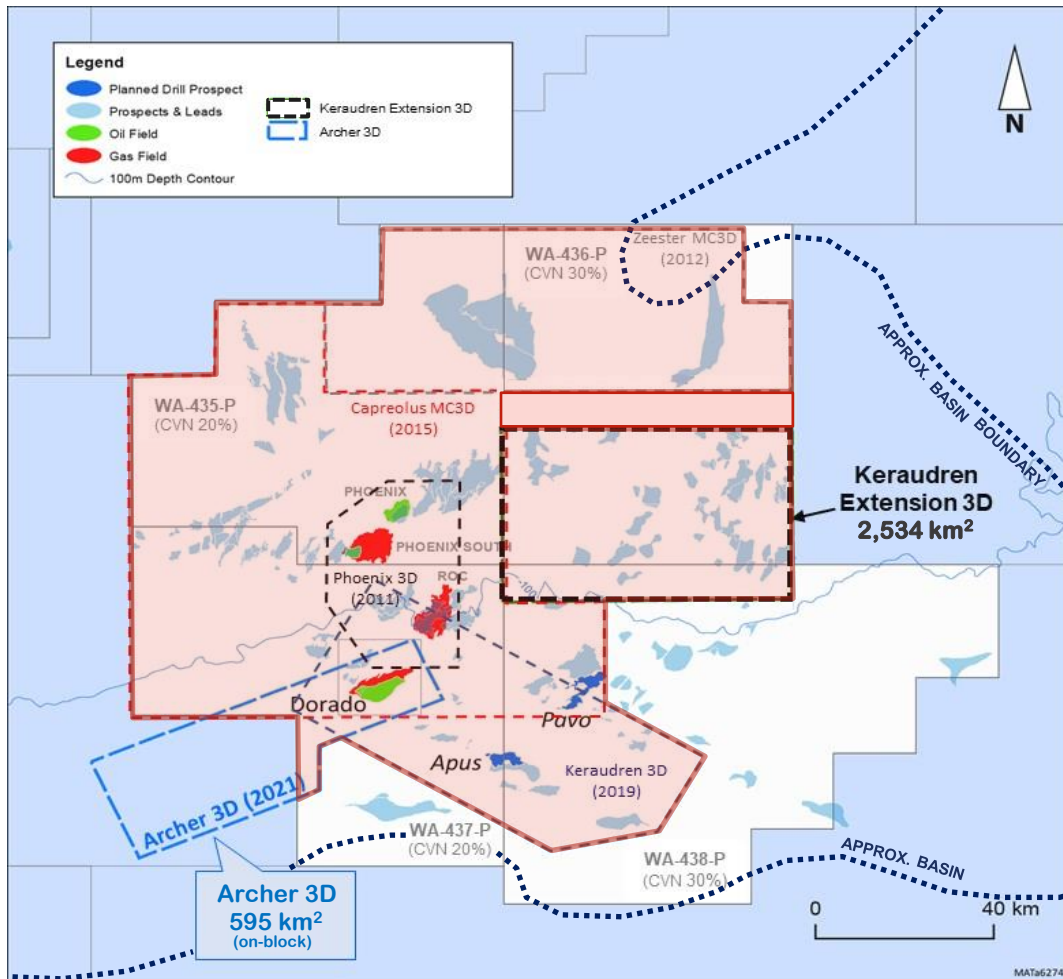 Legend
Planned Drill Prospect
Prospects & Leads
Oil Field
Gas Field
100m Depth Contour
Keraudren Extension 3D
Archer 3D
N
WA-436-P
(CVN 30%)
Zeester MC3D
(2012)
APPROX. BASIN BOUNDARY
WA-435-P
(CVN 20%)
Capreolus MC3D
(2015)
Keraudren
Extension 3D
2,534 km²
PHOENIX
PHOENIX SOUTH
Phoenix 3D
(2011)
ROC
-100
Dorado
Pavo
Apus
Keraudren 3D
(2019)
Archer 3D (2021)
WA-437-P
(CVN 20%)
WA-438-P
(CVN 30%)
APPROX. BASIN
Archer 3D
595 km²
(on-block)
0 40 km
MATa6274